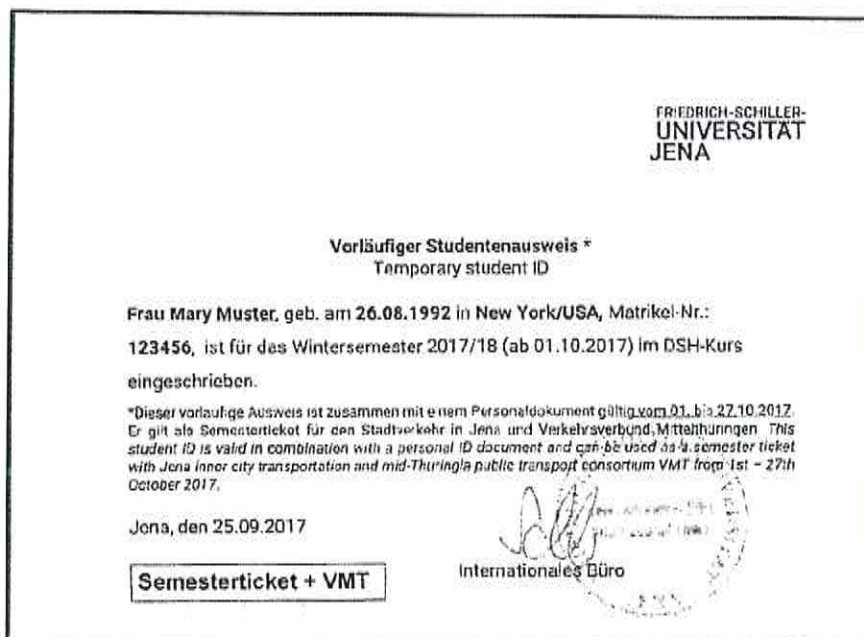 FRIEDRICH-SCHILLER-
UNIVERSITÄT
JENA
Vorläufiger Studentenausweis *
Temporary student ID
Frau Mary Muster, geb. am 26.08.1992 in New York/USA, Matrikel-Nr.:
123456, ist für das Wintersemester 2017/18 (ab 01.10.2017) im DSH-Kurs
eingeschrieben.
*Dieser vorläufige Ausweis ist zusammen mit einem Personaldokument gültig vom 01. bis 27.10.2017.
Er gilt als Semesterticket für den Stadtverkehr in Jena und Verkehrsverbund Mittelthüringen. This
student ID is valid in combination with a personal ID document and can be used as a semester ticket
with Jena inner city transportation and mid-Thuringia public transport consortium VMT from 1st – 27th
October 2017.
Jena, den 25.09.2017
Internationales Büro
Semesterticket + VMT